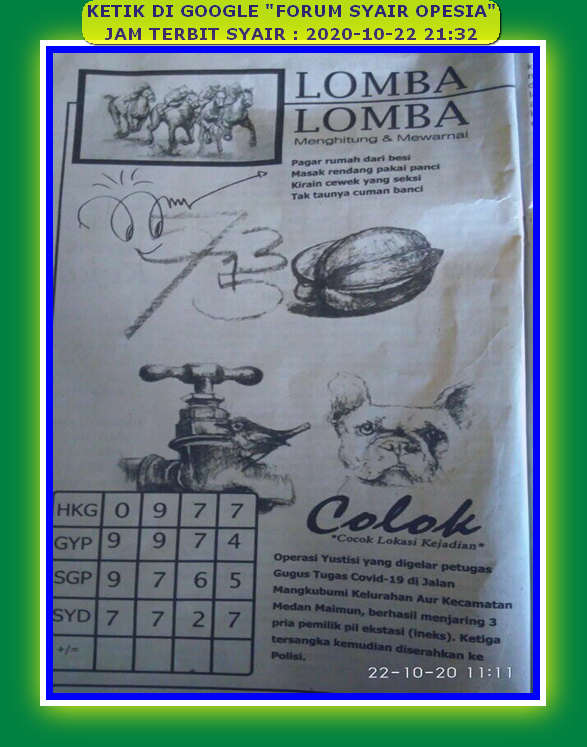 KETIK DI GOOGLE "FORUM SYAIR OPESIA"
JAM TERBIT SYAIR : 2020-10-22 21:32
LOMBA
LOMBA
Menghitung & Mewarnai
Pagar rumah dari besi
Masak rendang pakai panci
Kirain cewek yang seksi
Tak taunya cuman banci
HKG 0 9 7 7
GYP 9 9 7 4
SGP 9 7 6 5
SYD 7 7 2 7
+/=
Colok
"Cocok Lokasi Kejadian"
Operasi Yustisi yang digelar petugas
Gugus Tugas Covid-19 di Jalan
Mangkubumi Kelurahan Aur Kecamatan
Medan Maimun, berhasil menjaring 3
pria pemilik pil ekstasi (ineks). Ketiga
tersangka kemudian diserahkan ke
Polisi.
22-10-20 11:11